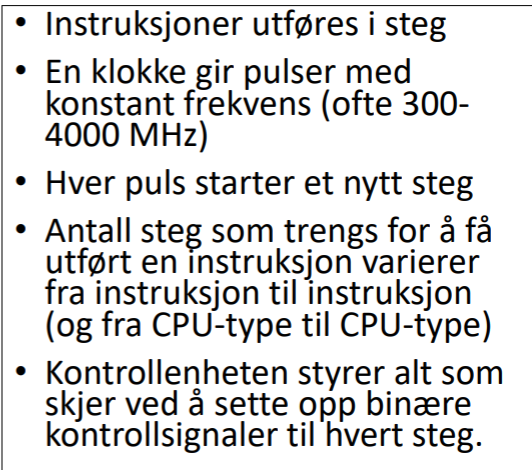 • Instruksjoner utføres i steg
• En klokke gir pulser med
konstant frekvens (ofte 300-
4000 MHz)
• Hver puls starter et nytt steg
• Antall steg som trengs for å få
utført en instruksjon varierer
fra instruksjon til instruksjon
(og fra CPU-type til CPU-type)
• Kontrollenheten styrer alt som
skjer ved å sette opp binære
kontrollsignaler til hvert steg.